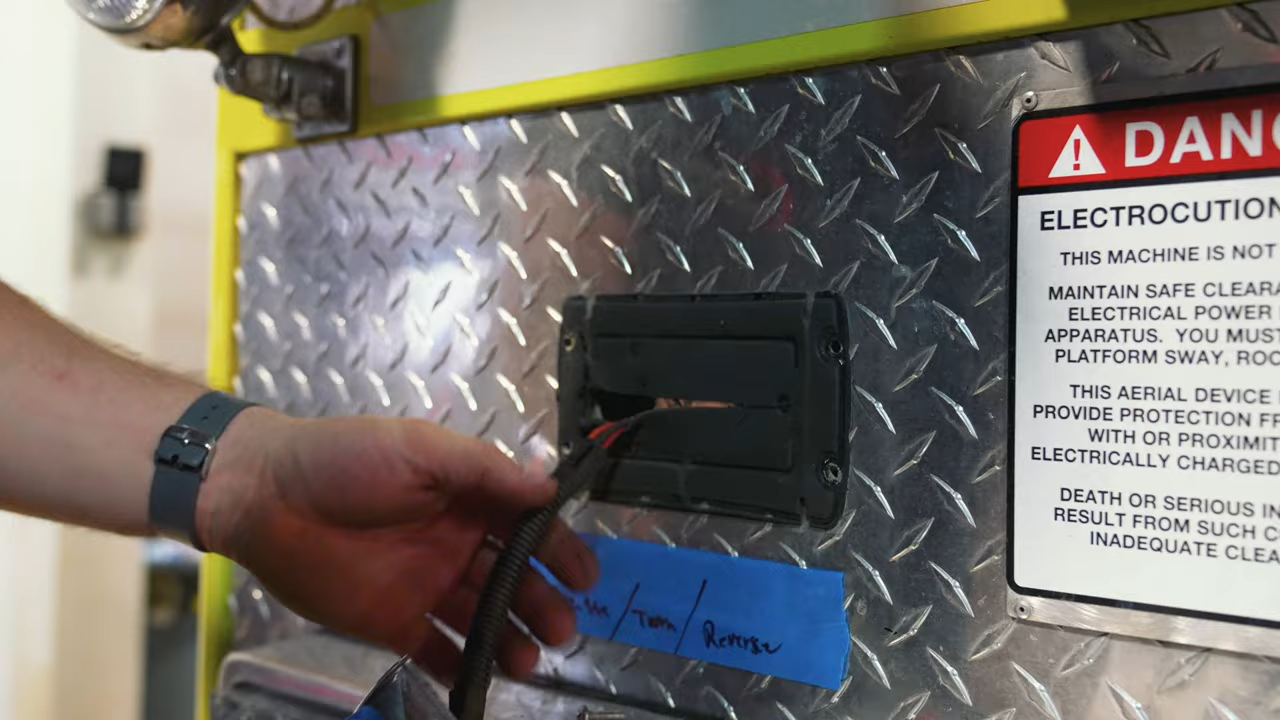 DANG
ELECTROCUTION
THIS MACHINE IS NOT
MAINTAIN SAFE CLEARA
ELECTRICAL POWER
APPARATUS. YOU MUST
PLATFORM SWAY, ROC
THIS AERIAL DEVICE
PROVIDE PROTECTION FR
WITH OR PROXIMIT
ELECTRICALLY CHARGED
DEATH OR SERIOUS IN
RESULT FROM SUCH C
INADEQUATE CLEA
/ Turn / Reverse